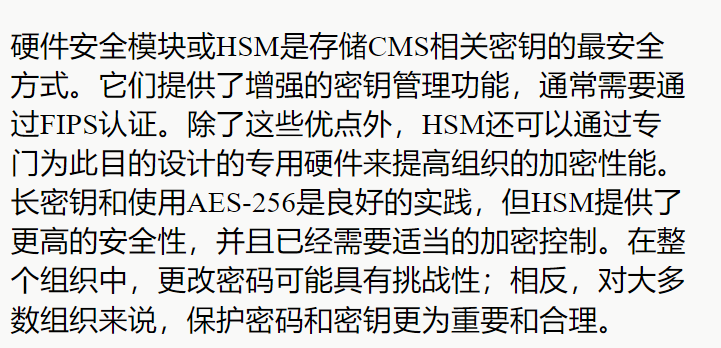 硬件安全模块或HSM是存储CMS相关密钥的最安全
方式。它们提供了增强的密钥管理功能，通常需要通
过FIPS认证。除了这些优点外，HSM还可以通过专
门为此目的设计的专用硬件来提高组织的加密性能。
长密钥和使用AES-256是良好的实践，但HSM提供了
更高的安全性，并且已经需要适当的加密控制。在整
个组织中，更改密码可能具有挑战性；相反，对大多
数组织来说，保护密码和密钥更为重要和合理。